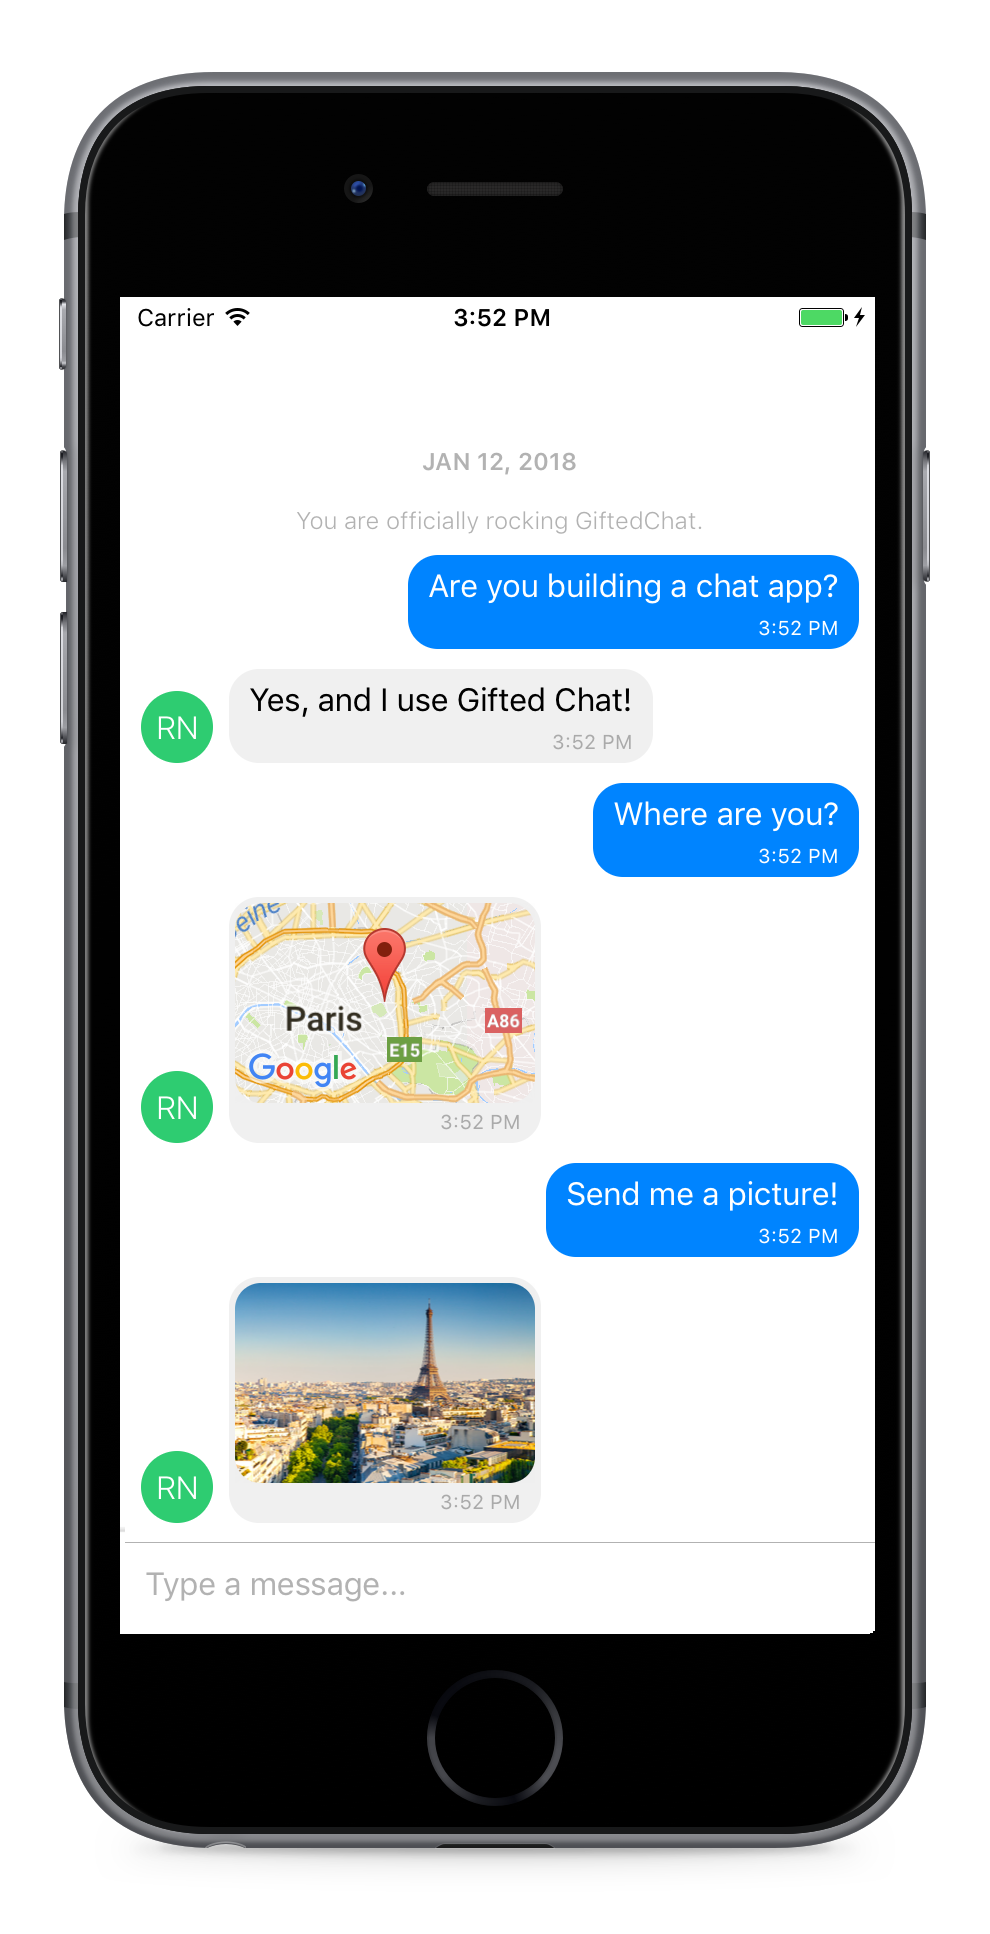 Carrier 3:52 PM
JAN 12, 2018
You are officially rocking GiftedChat.
Are you building a chat app?
3:52 PM
Yes, and I use Gifted Chat!
3:52 PM
RN
Where are you?
3:52 PM
eine
Paris
A86
E15
Google
3:52 PM
RN
Send me a picture!
3:52 PM
RN
3:52 PM
Type a message...